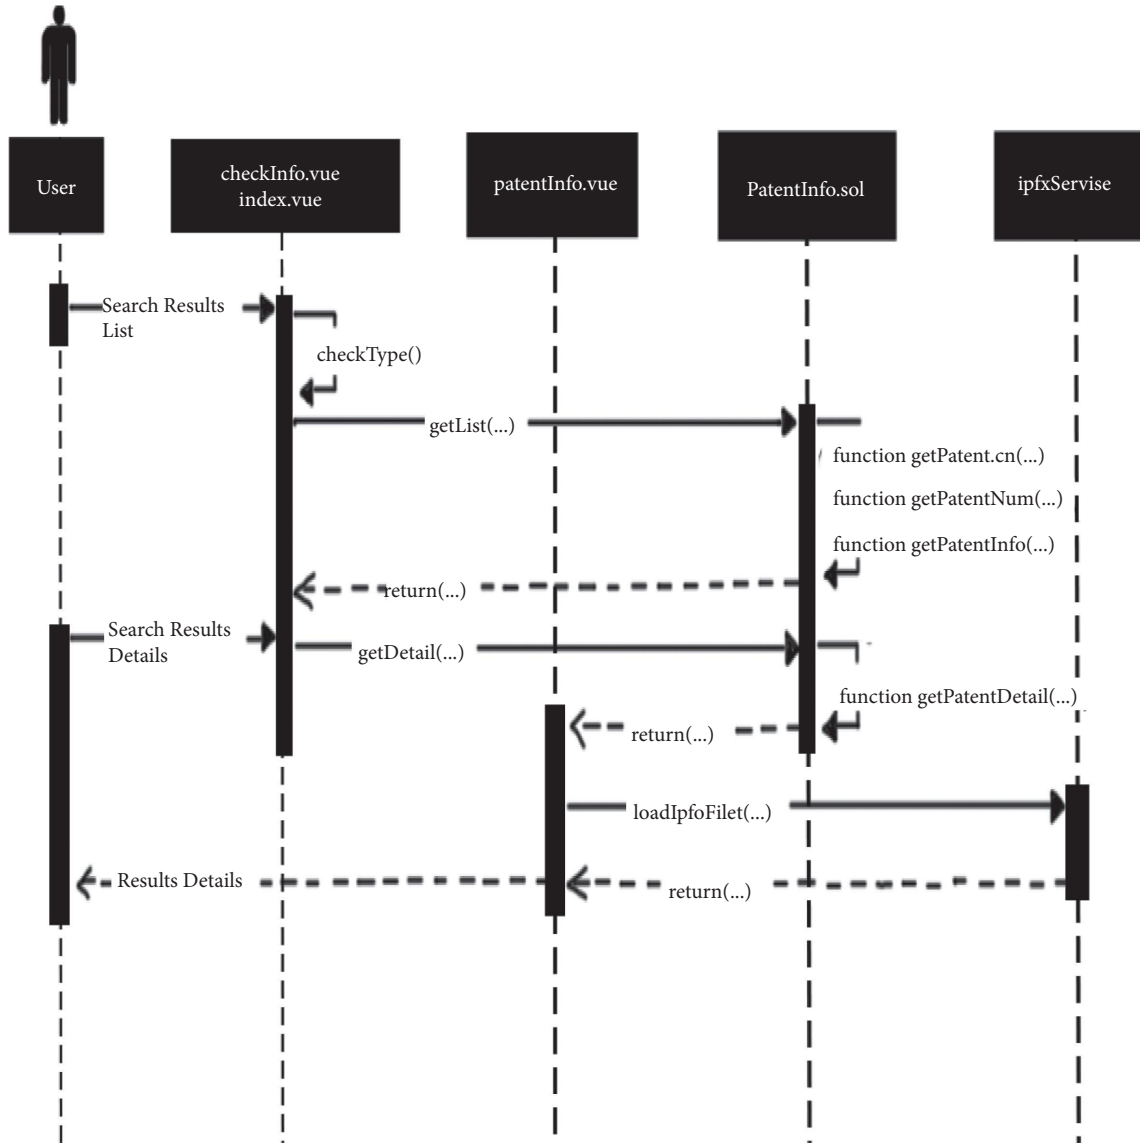 User
checkInfo.vue
index.vue
patentInfo.vue
PatentInfo.sol
ipfxServise
Search Results
List
checkType()
getList(...)
function getPatent.cn(...)
function getPatentNum(...)
function getPatentInfo(...)
return(...)
Search Results
Details
getDetail(...)
function getPatentDetail(...)
return(...)
loadIpfoFilet(...)
Results Details
return(...)